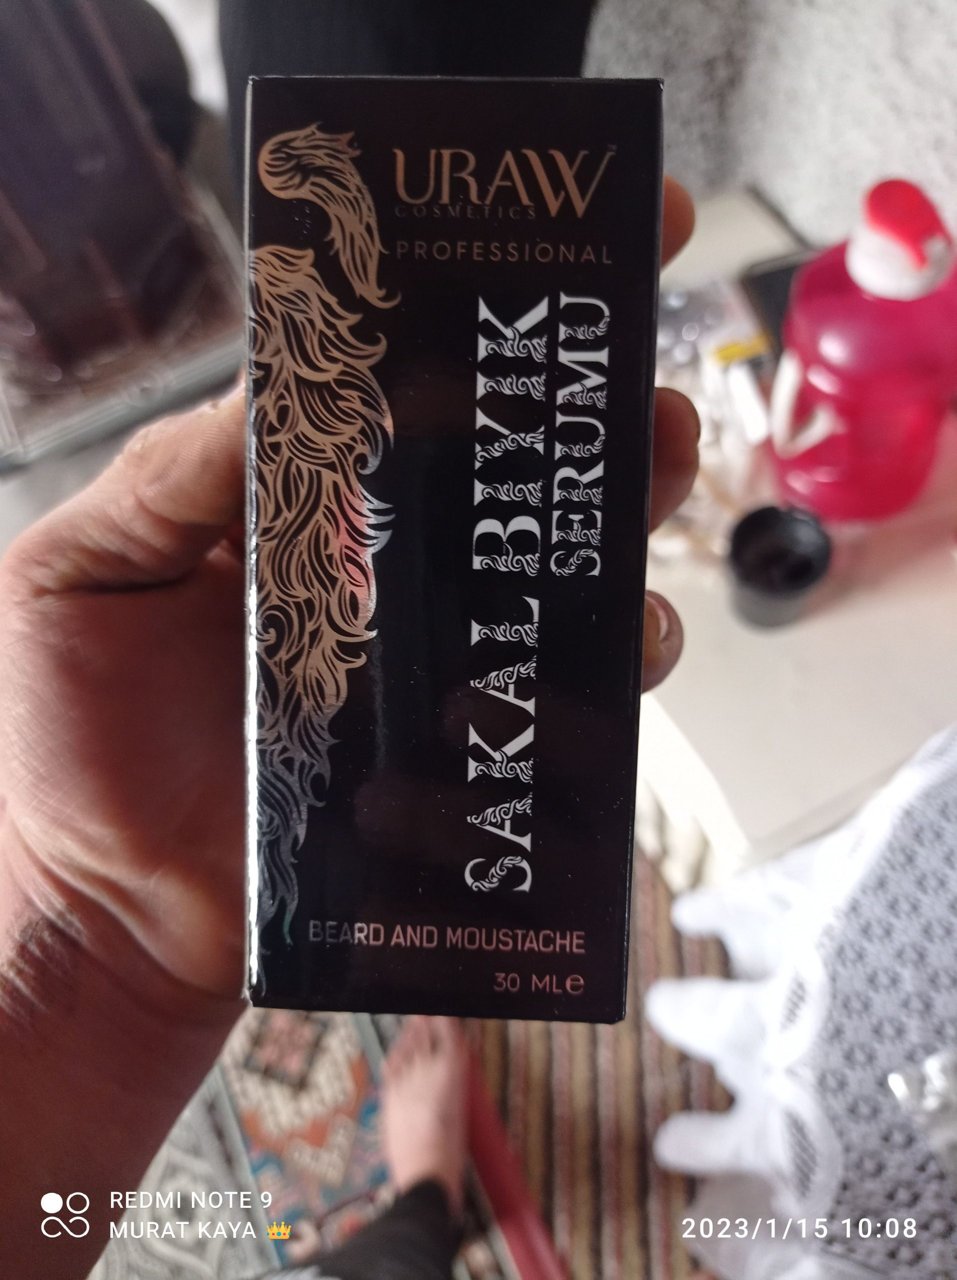 URAW™
COSMETICS
PROFESSIONAL
SAKAL BIYIK
SERUMU
BEARD AND MOUSTACHE
30 ML℮
REDMI NOTE 9
MURAT KAYA 👑
2023/1/15 10:08